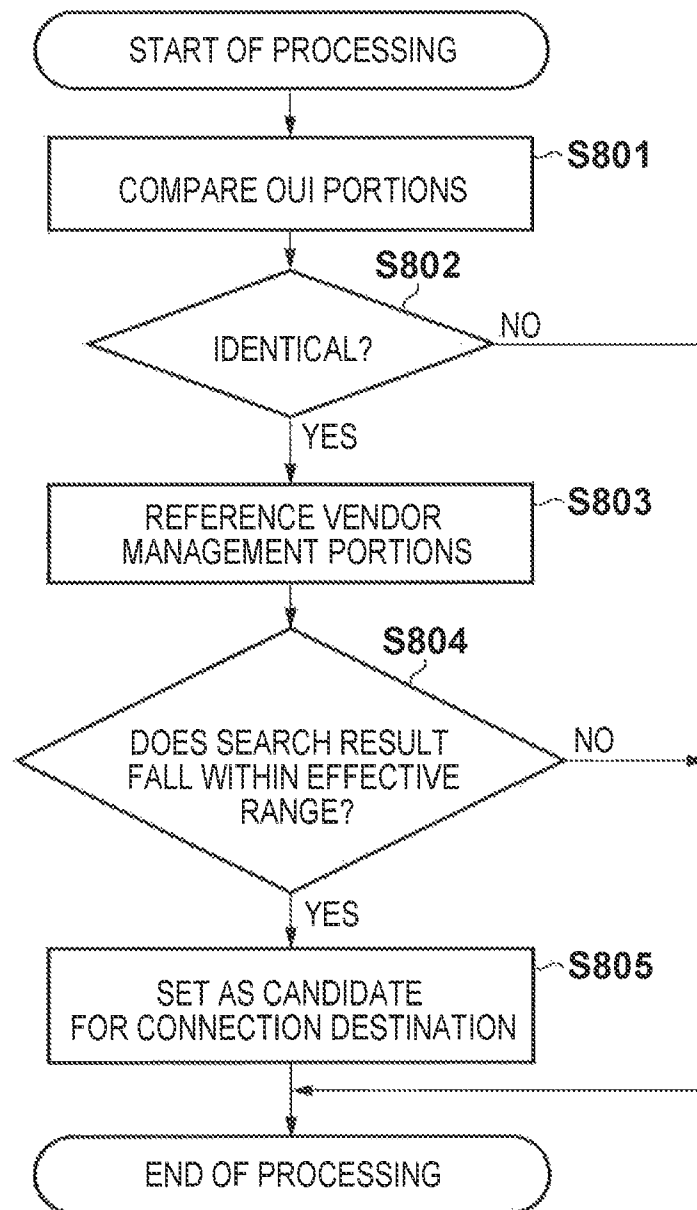 START OF PROCESSING
S801
COMPARE OUI PORTIONS
S802
IDENTICAL?
NO
YES
S803
REFERENCE VENDOR
MANAGEMENT PORTIONS
S804
DOES SEARCH RESULT
FALL WITHIN EFFECTIVE
RANGE?
NO
YES
S805
SET AS CANDIDATE
FOR CONNECTION DESTINATION
END OF PROCESSING